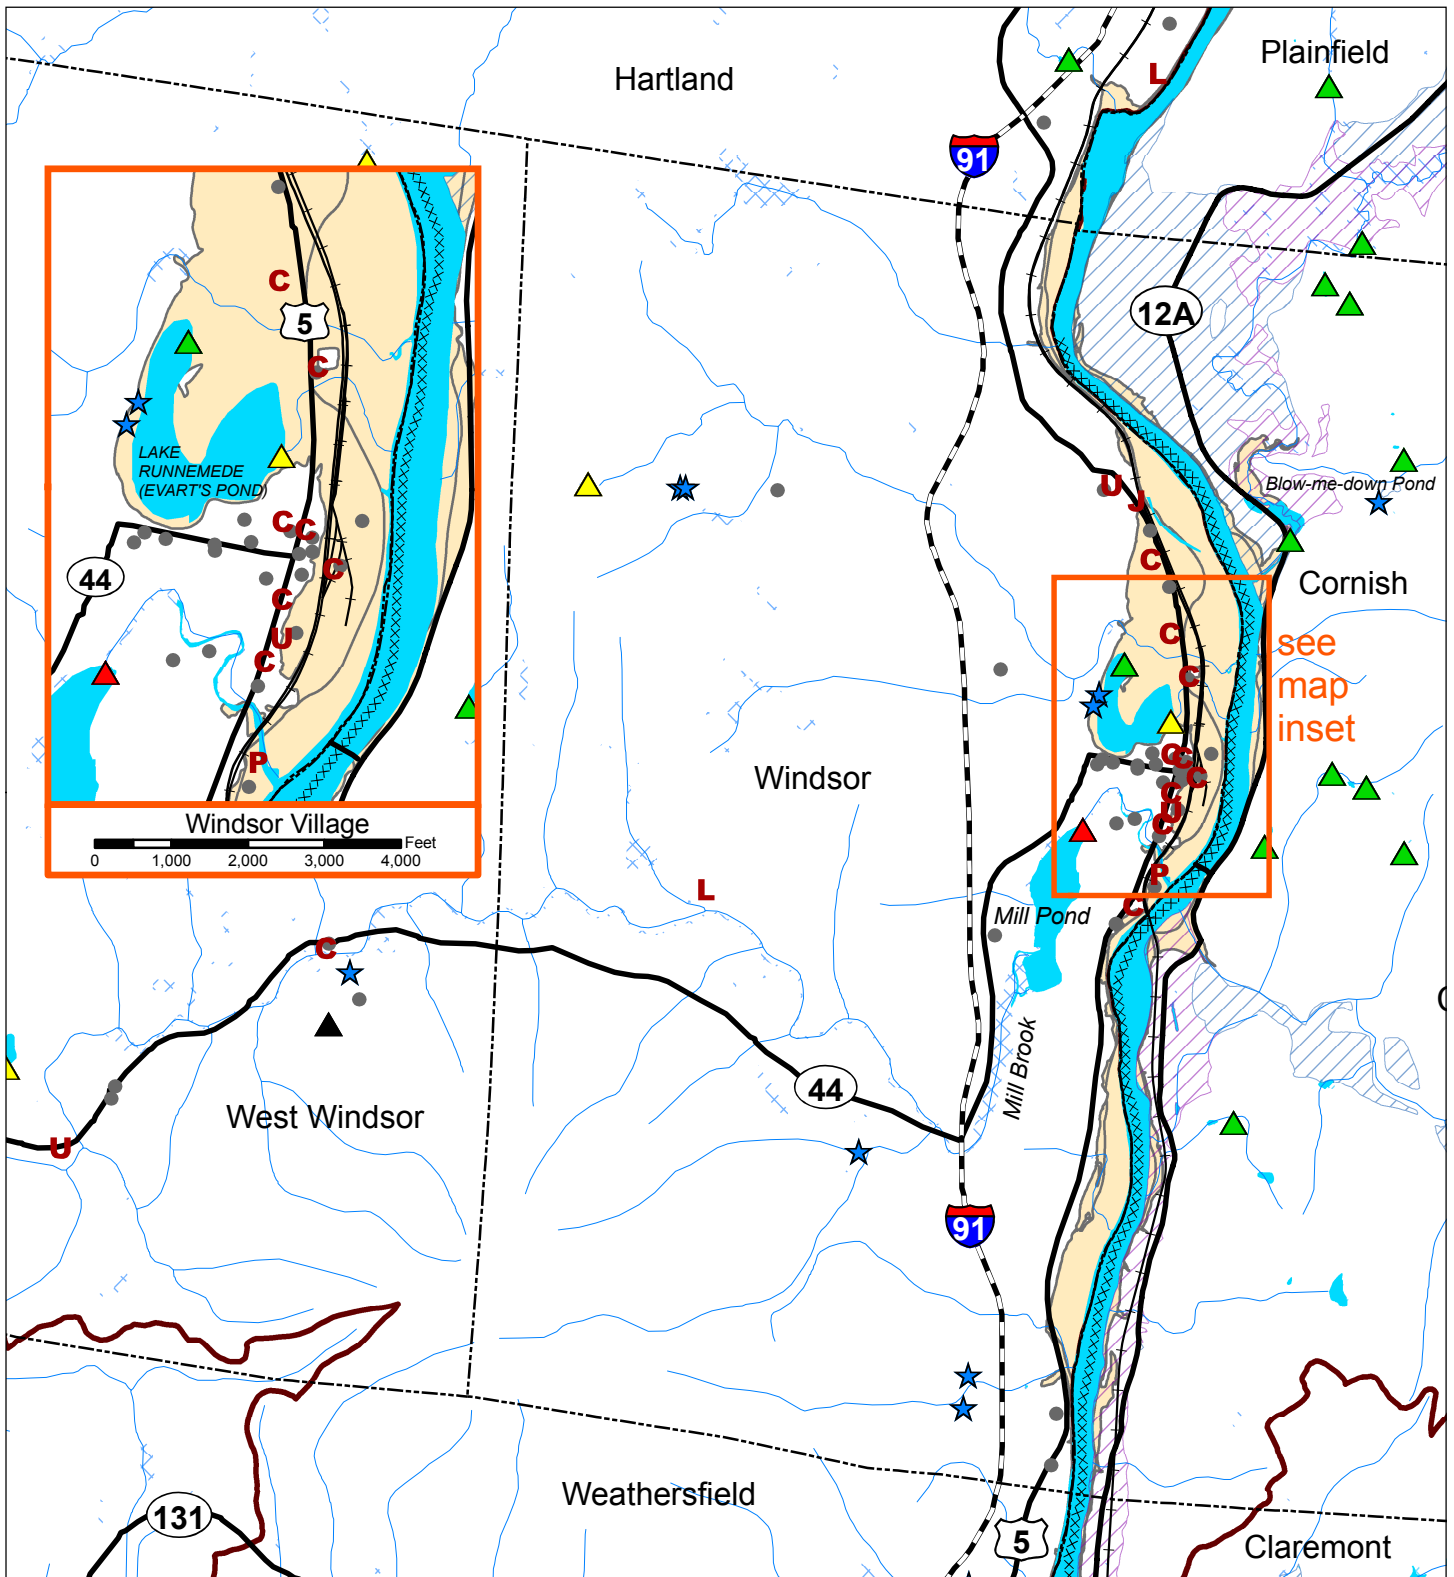 Plainfield
Hartland
L
91
C
5
12A
C
LAKE
RUNNEMEDE
(EVART'S POND)
Blow-me-down Pond
U
J
C
C
C
44
C
Cornish
C
U
C
see
map
inset
C
C
P
Windsor
C
C
C
C
U
C
Windsor Village
Feet
0
1,000
2,000
3,000
4,000
L
P
C
Mill Pond
C
Mill Brook
44
West Windsor
U
91
Weathersfield
131
5
Claremont